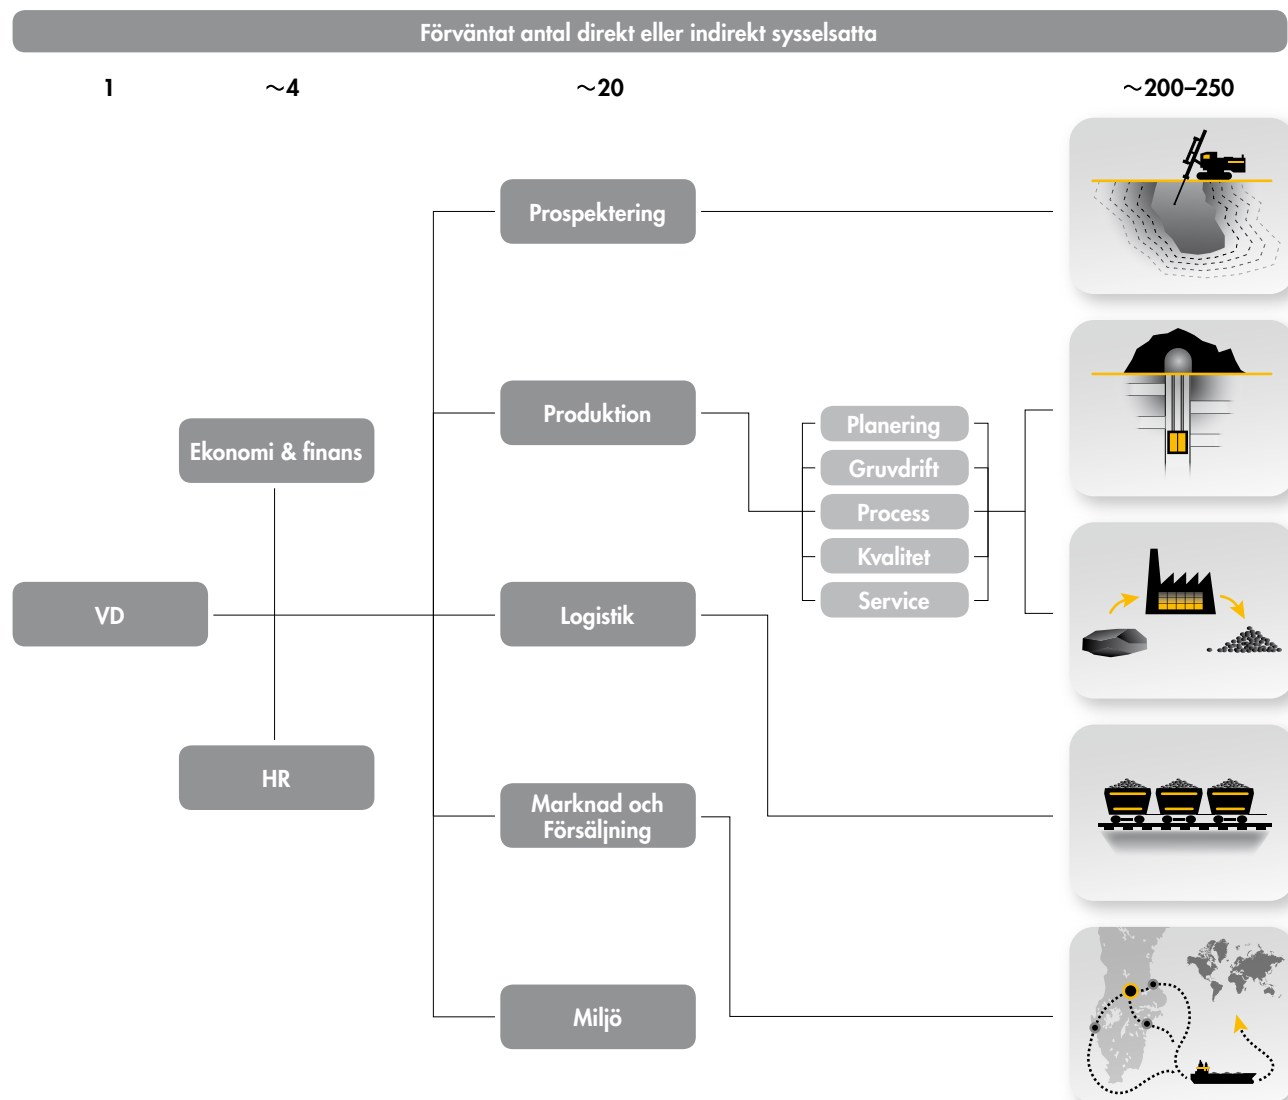 Förväntat antal direkt eller indirekt sysselsatta
1
~4
~20
~200–250
Prospektering
Produktion
Planering
Gruvdrift
Process
Kvalitet
Service
Ekonomi & finans
VD
Logistik
HR
Marknad och
Försäljning
Miljö